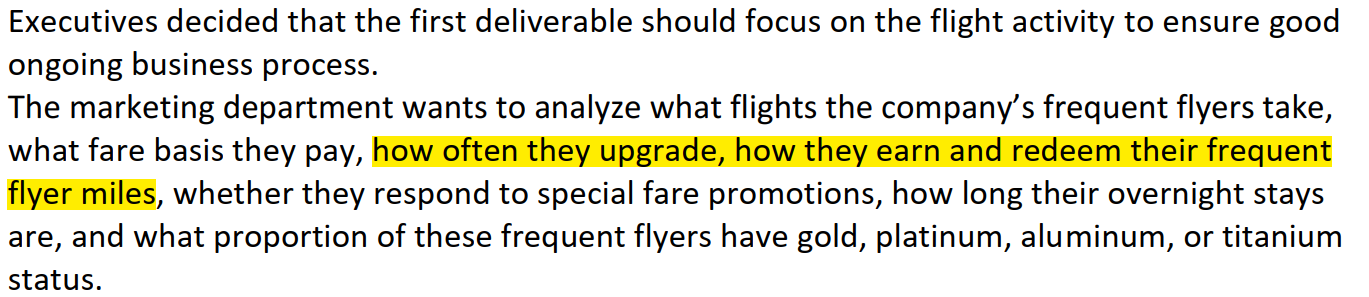 Executives decided that the first deliverable should focus on the flight activity to ensure good
ongoing business process.
The marketing department wants to analyze what flights the company’s frequent flyers take,
what fare basis they pay, how often they upgrade, how they earn and redeem their frequent
flyer miles, whether they respond to special fare promotions, how long their overnight stays
are, and what proportion of these frequent flyers have gold, platinum, aluminum, or titanium
status.